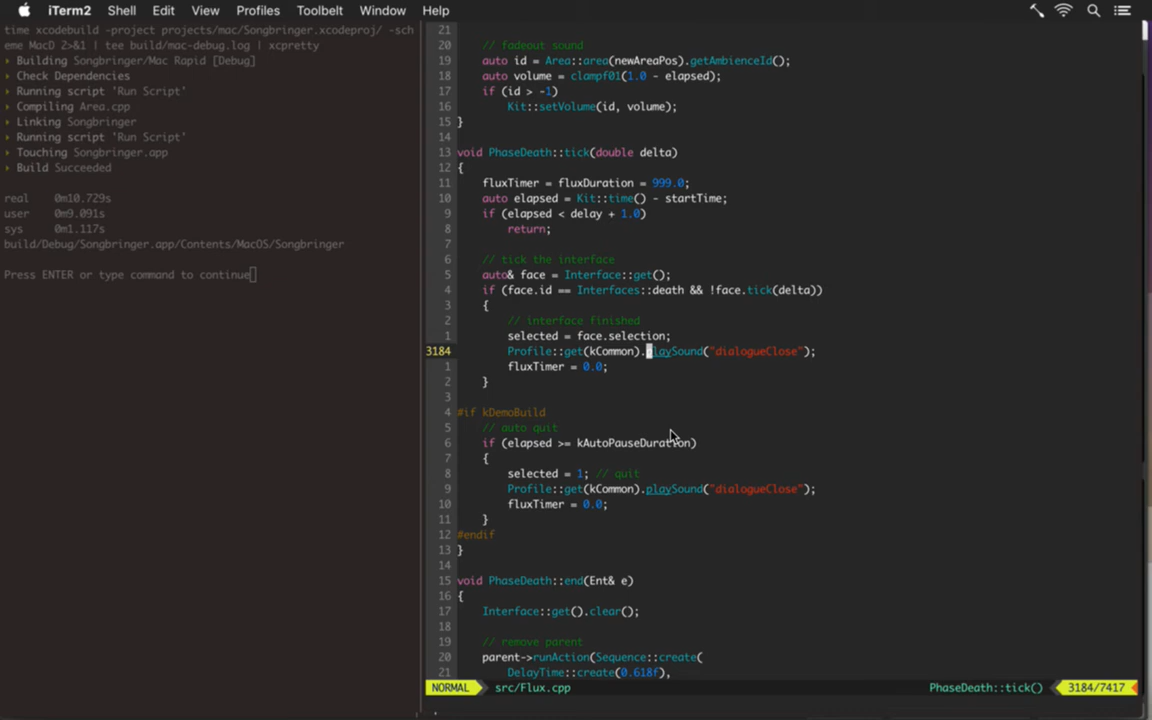 iTerm2 Shell Edit View Profiles Toolbelt Window Help
time xcodebuild -project projects/mac/Songbringer.xcodeproj/ -sch
eme MacD 2>&1 | tee build/mac-debug.log | xcpretty
› Building Songbringer/Mac Rapid [Debug]
› Check Dependencies
› Running script 'Run Script'
› Compiling Area.cpp
› Linking Songbringer
› Running script 'Run Script'
› Touching Songbringer.app
› Build Succeeded
real 0m10.729s
user 0m9.091s
sys 0m1.117s
build/Debug/Songbringer.app/Contents/MacOS/Songbringer
Press ENTER or type command to continue
21
20 // fadeout sound
19 auto id = Area::area(newAreaPos).getAmbienceId();
18 auto volume = clampf01(1.0 - elapsed);
17 if (id > -1)
16 Kit::setVolume(id, volume);
15 }
14
13 void PhaseDeath::tick(double delta)
12 {
11 fluxTimer = fluxDuration = 999.0;
10 auto elapsed = Kit::time() - startTime;
9 if (elapsed < delay + 1.0)
8 return;
7
6 // tick the interface
5 auto& face = Interface::get();
4 if (face.id == Interfaces::death && !face.tick(delta))
3 {
2 // interface finished
1 selected = face.selection;
3184 Profile::get(kCommon).playSound("dialogueClose");
1 fluxTimer = 0.0;
2 }
3
4 #if kDemoBuild
5 // auto quit
6 if (elapsed >= kAutoPauseDuration)
7 {
8 selected = 1; // quit
9 Profile::get(kCommon).playSound("dialogueClose");
10 fluxTimer = 0.0;
11 }
12 #endif
13 }
14
15 void PhaseDeath::end(Ent& e)
16 {
17 Interface::get().clear();
18
19 // remove parent
20 parent->runAction(Sequence::create(
21 DelayTime::create(0.618f),
NORMAL src/Flux.cpp PhaseDeath::tick() 3184/7417